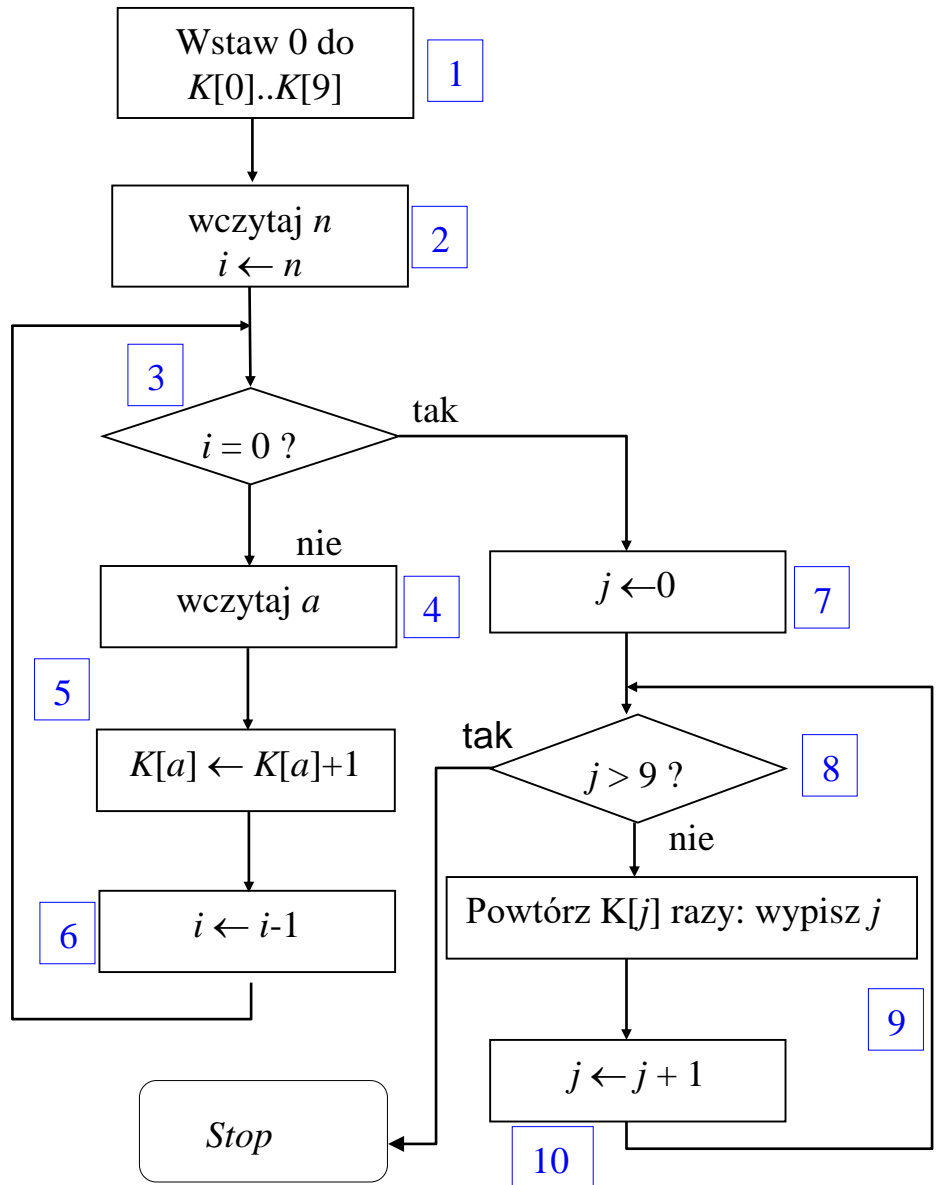 Wstaw 0 do
K[0]..K[9]
1
wczytaj n
i ← n
2
3
i = 0 ?
tak
nie
wczytaj a
4
j ←0
7
5
K[a] ← K[a]+1
tak
j > 9 ?
8
nie
6
i ← i-1
Powtórz K[j] razy: wypisz j
9
j ← j + 1
Stop
10